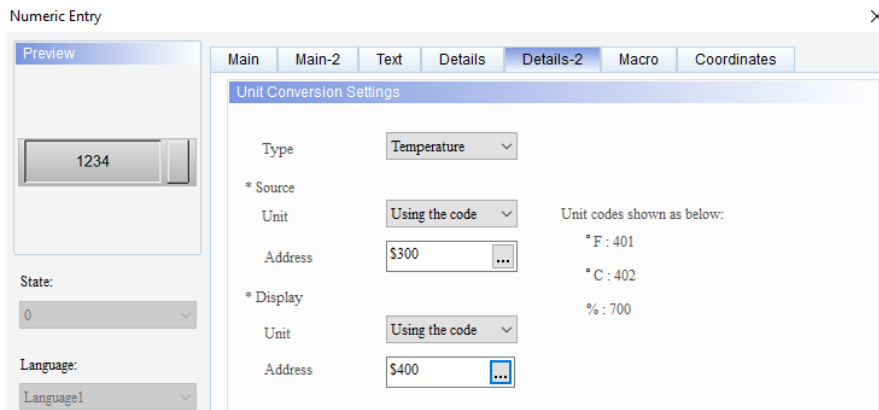 Numeric Entry
Preview
Main Main-2 Text Details Details-2 Macro Coordinates
Unit Conversion Settings
1234
Type Temperature
* Source
Unit Using the code Unit codes shown as below:
°F : 401
Address $300 ...
°C : 402
State:
* Display
% : 700
0
Unit Using the code
Language:
Address $400 ...
Language1